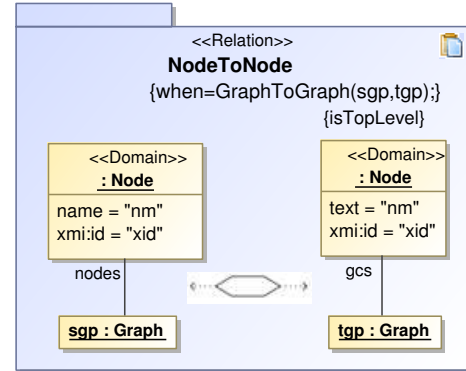 <<Relation>>
NodeToNode
{when=GraphToGraph(sgp,tgp);}
{isTopLevel}
<<Domain>>
: Node
name = "nm"
xmi:id = "xid"
<<Domain>>
: Node
text = "nm"
xmi:id = "xid"
nodes
gcs
sgp : Graph
tgp : Graph